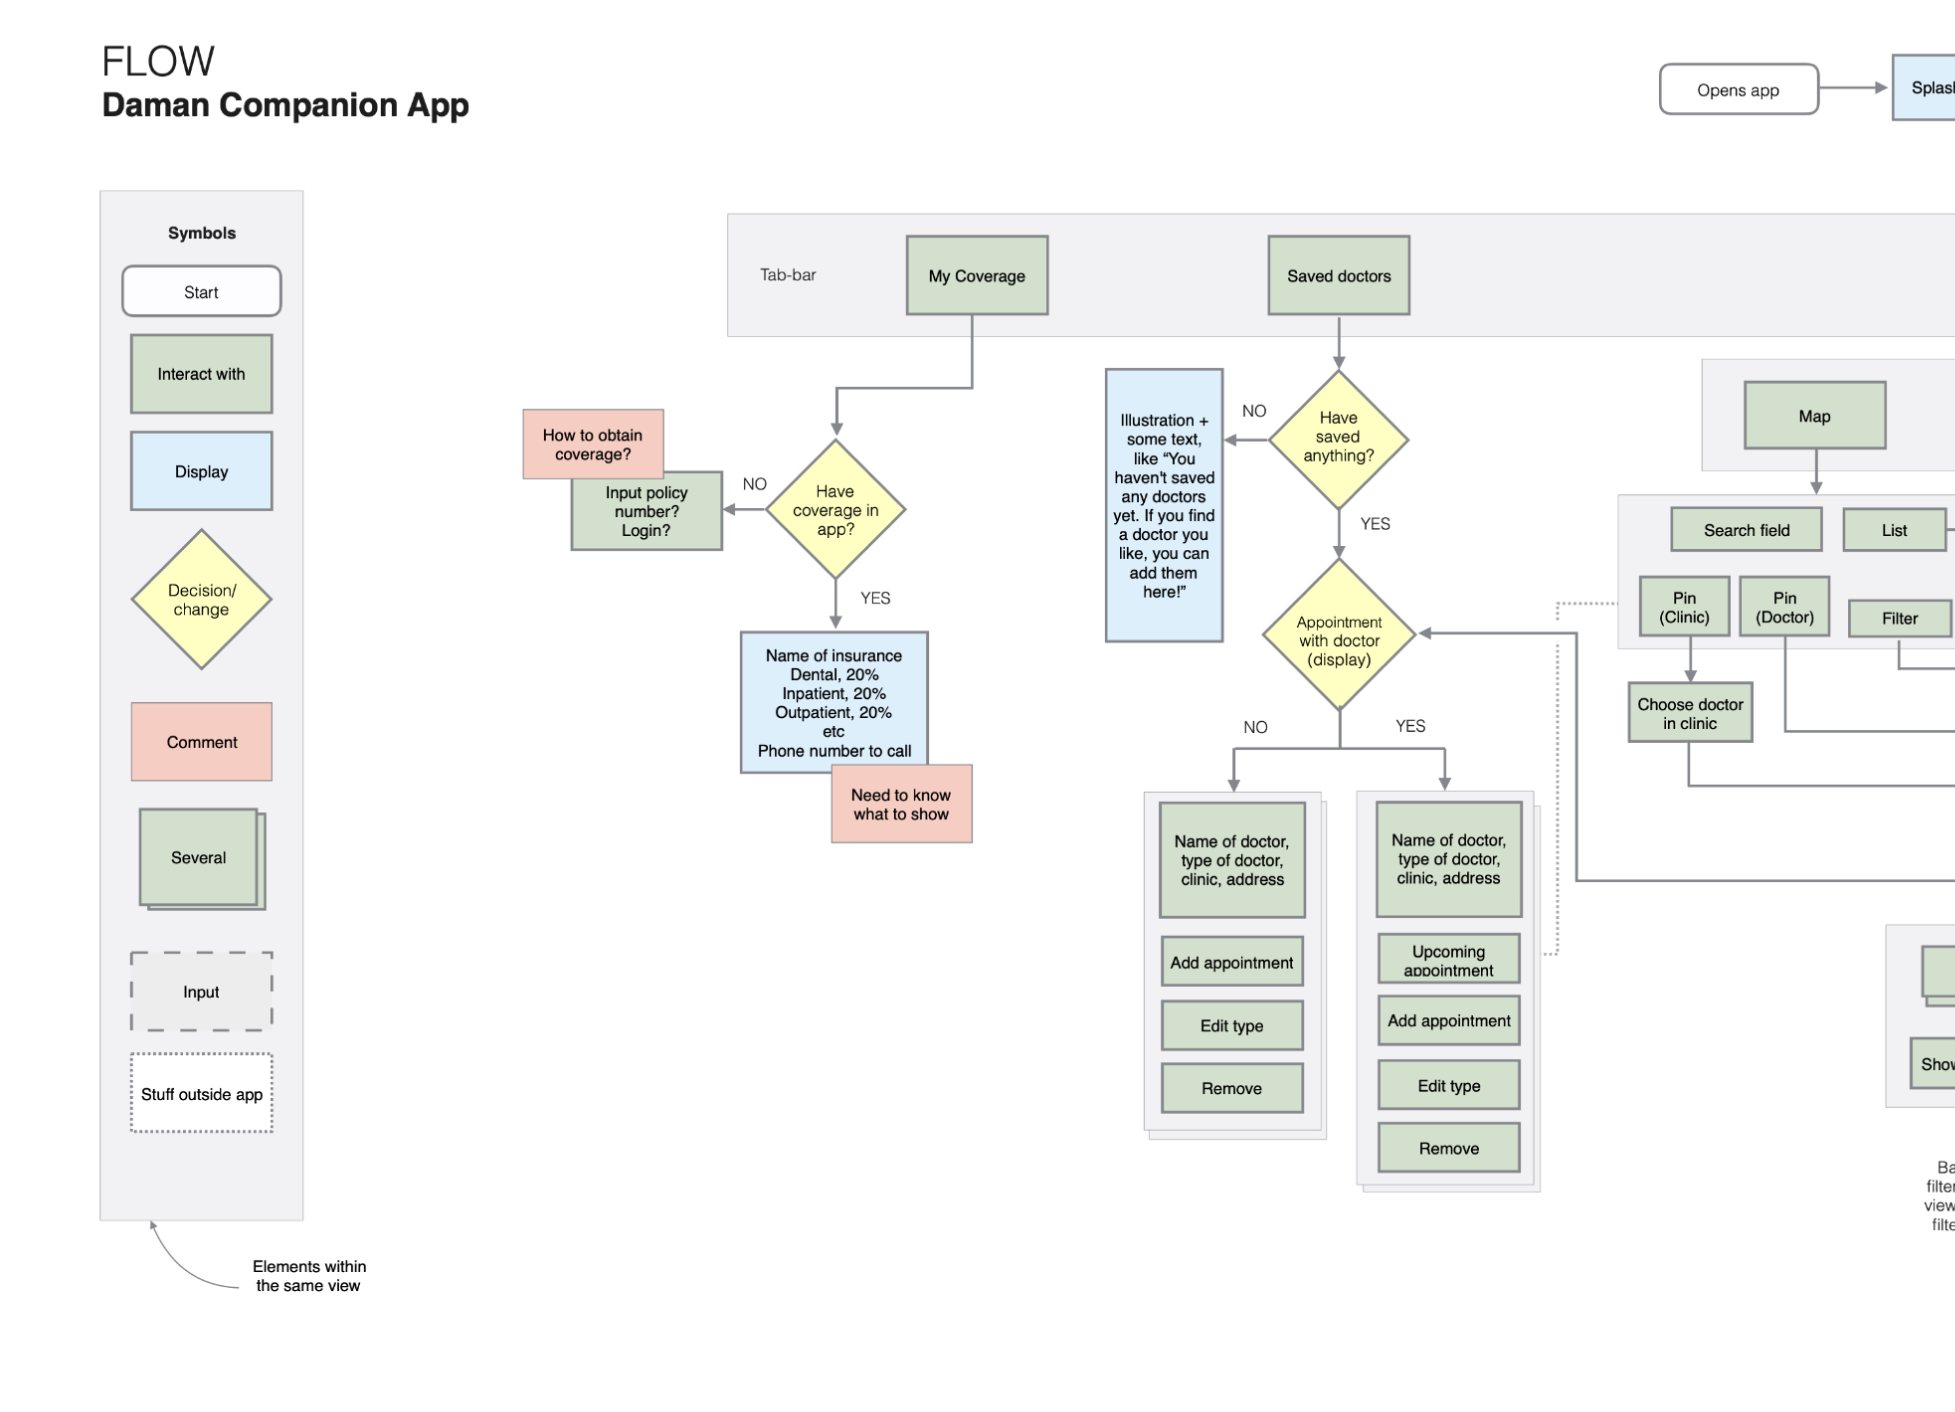 FLOW
Daman Companion App
Opens app
Symbols
Start
Interact with
Display
Decision/
change
Comment
Several
Input
Stuff outside app
Elements within
the same view
Tab-bar
My Coverage
Saved doctors
How to obtain
coverage?
Input policy
number?
Login?
NO
Have
coverage in
app?
YES
Name of insurance
Dental, 20%
Inpatient, 20%
Outpatient, 20%
etc
Phone number to call
Need to know
what to show
Illustration +
some text,
like “You
haven't saved
any doctors
yet. If you find
a doctor you
like, you can
add them
here!”
NO
Have
saved
anything?
YES
Appointment
with doctor
(display)
NO
YES
Name of doctor,
type of doctor,
clinic, address
Add appointment
Edit type
Remove
Name of doctor,
type of doctor,
clinic, address
Upcoming
appointment
Add appointment
Edit type
Remove
Map
Search field
List
Pin
(Clinic)
Pin
(Doctor)
Filter
Choose doctor
in clinic